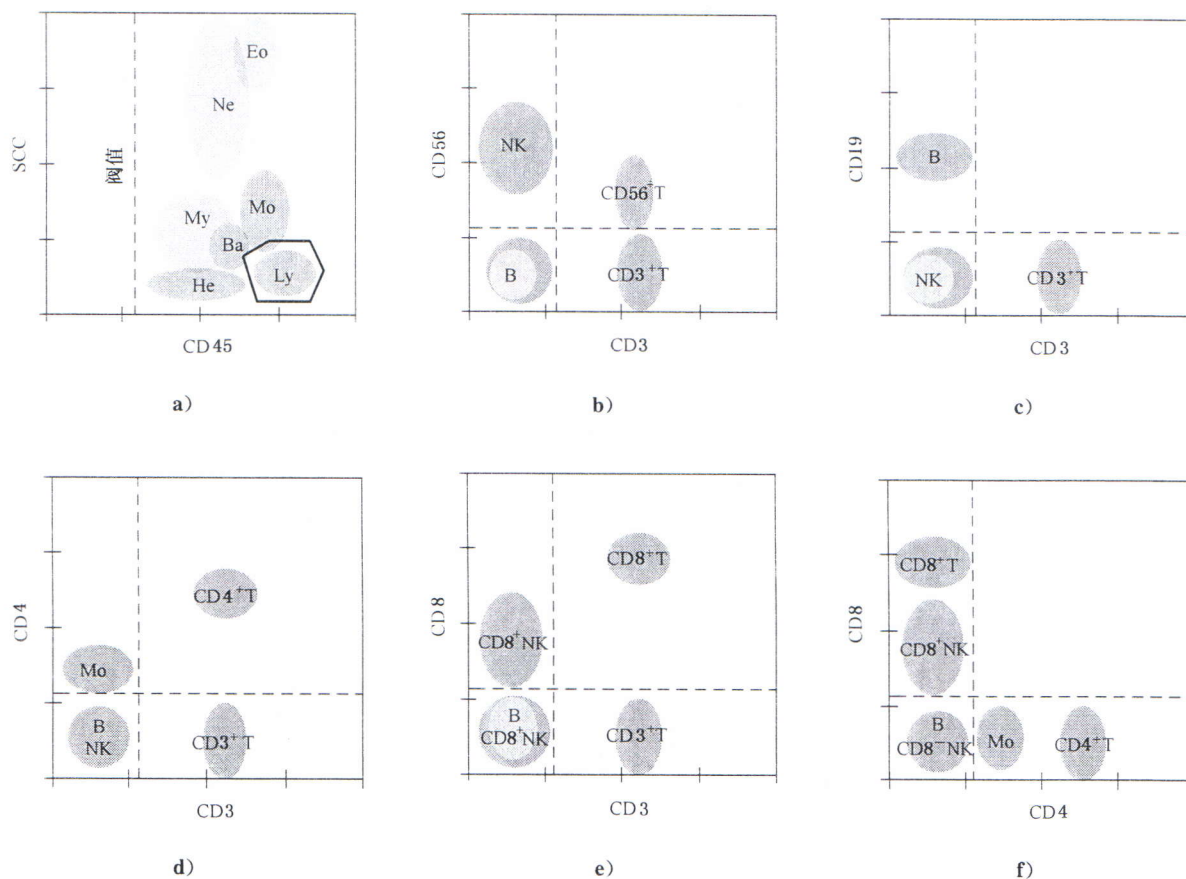 SCC
阀值
Eo
Ne
My
Mo
Ba
He
Ly
CD45
a)
CD56
NK
CD56⁺T
B
CD3⁺T
CD3
b)
CD19
B
NK
CD3⁺T
CD3
c)
CD4
CD4⁺T
Mo
B
NK
CD3⁺T
CD3
d)
CD8
CD8⁺T
CD8⁺NK
B
CD8⁺NK
CD3⁺T
CD3
e)
CD8
CD8⁺T
CD8⁺NK
B
CD8⁻NK
Mo
CD4⁺T
CD4
f)